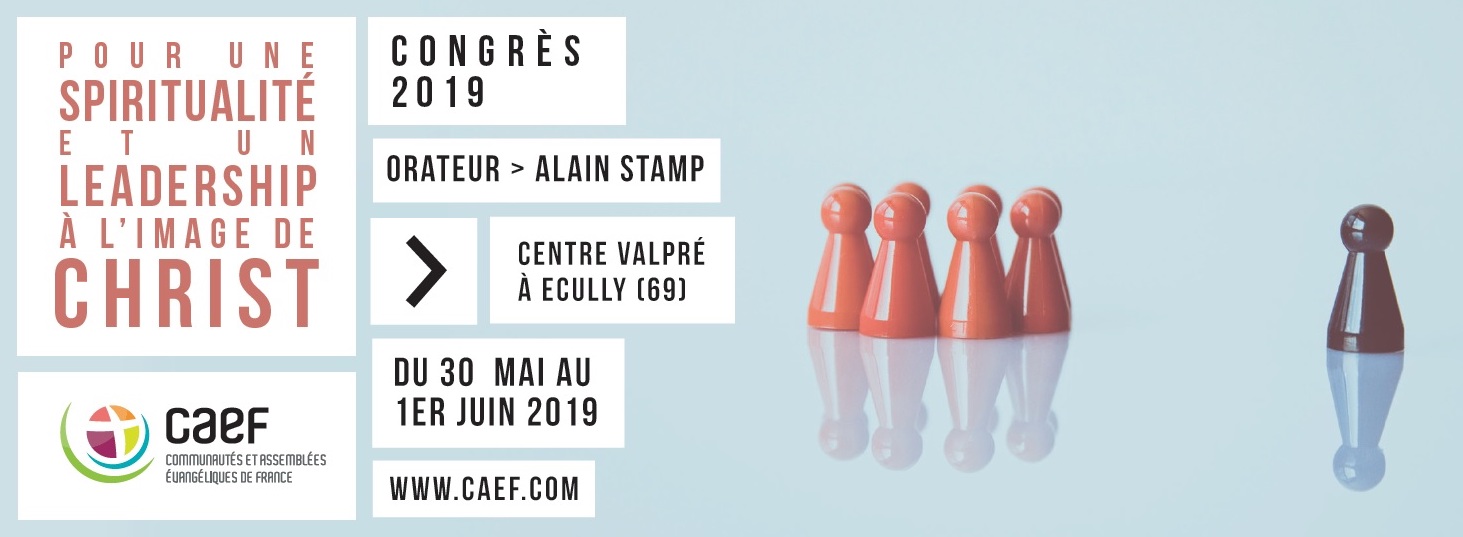 POUR UNE
SPIRITUALITÉ
ET UN
LEADERSHIP
À L'IMAGE DE
CHRIST
caeF
COMMUNAUTÉS ET ASSEMBLÉES
ÉVANGÉLIQUES DE FRANCE
CONGRÈS
2019
ORATEUR > ALAIN STAMP
CENTRE VALPRÉ
À ECULLY (69)
DU 30 MAI AU
1ER JUIN 2019
WWW.CAEF.COM